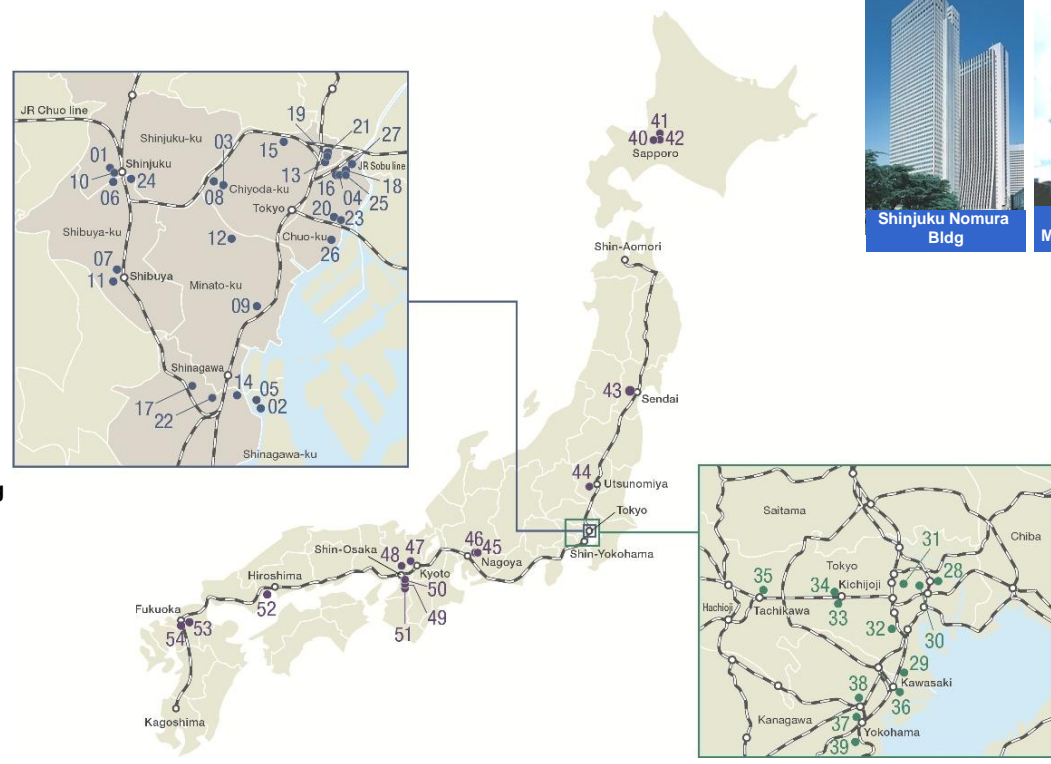 JR Chuo line
Shinjuku-ku
03
19
21
27
15
01
Shinjuku
10
24
06
08
Chiyoda-ku
13
JR Sobu line
16
04
18
25
Tokyo
20
23
Chuo-ku
26
Shibuya-ku
12
07
11
Shibuya
Minato-ku
09
Shinagawa
14
05
02
17
22
Shinagawa-ku
41
40
42
Sapporo
Shin-Aomori
43
Sendai
44
Utsunomiya
Tokyo
Shin-Yokohama
46
45
Nagoya
Shin-Osaka
48
47
Kyoto
50
49
51
Hiroshima
52
Fukuoka
53
54
Kagoshima
Shinjuku Nomura
Bldg
M
Saitama
Chiba
31
Tokyo
35
34
Kichijoji
28
Hachioji
Tachikawa
33
32
30
29
Kawasaki
38
36
Kanagawa
37
Yokohama
39